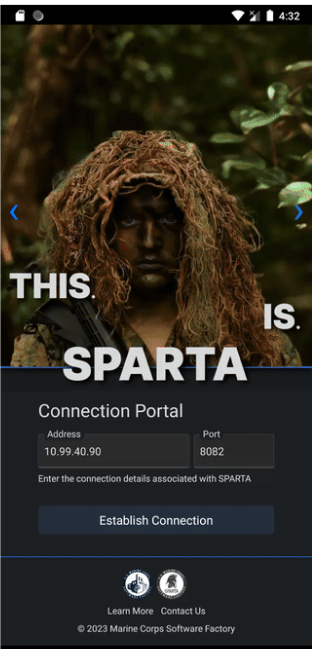 4:32
THIS.
IS.
SPARTA
Connection Portal
Address Port
10.99.40.90 8082
Enter the connection details associated with SPARTA
Establish Connection
Learn More Contact Us
© 2023 Marine Corps Software Factory